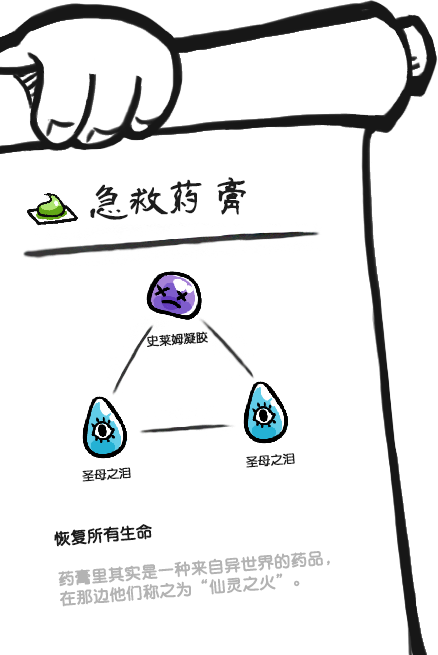 急救药膏
史莱姆凝胶
圣母之泪
圣母之泪
恢复所有生命
药膏里其实是一种来自异世界的药品，
在那边他们称之为“仙灵之火”。